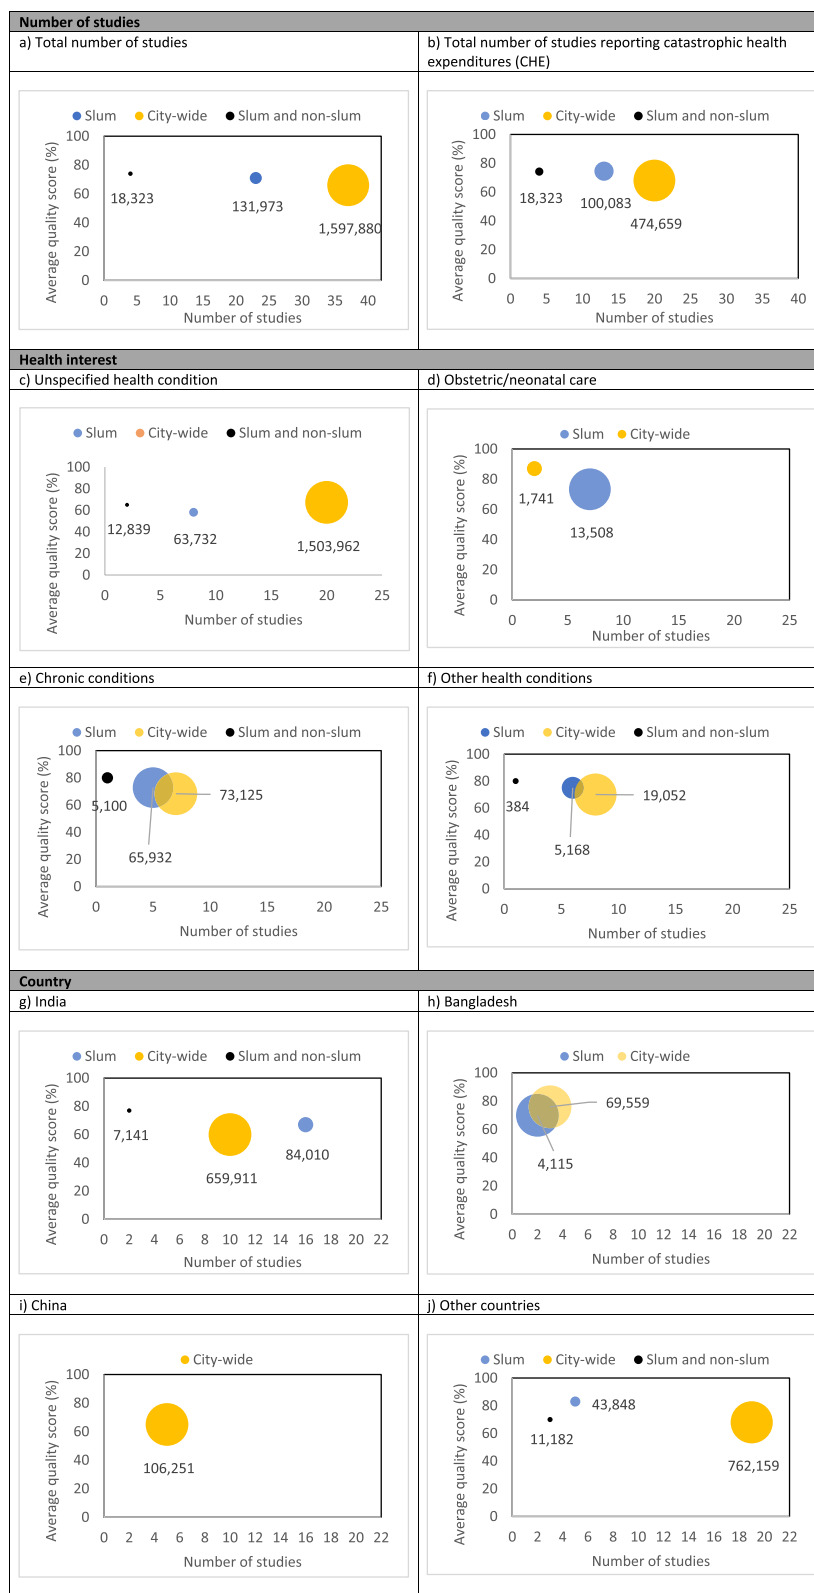 Number of studies
a) Total number of studies
b) Total number of studies reporting catastrophic health
expenditures (CHE)
Slum City-wide Slum and non-slum
Average quality score (%)
100
80
60
40
20
0
18,323
131,973
1,597,880
0 5 10 15 20 25 30 35 40
Number of studies
Slum City-wide Slum and non-slum
Average quality score (%)
100
80
60
40
20
0
18,323
100,083
474,659
0 5 10 15 20 25 30 35 40
Number of studies
Health interest
c) Unspecified health condition
d) Obstetric/neonatal care
Slum City-wide Slum and non-slum
Average quality score (%)
100
80
60
40
20
0
12,839
63,732
1,503,962
0 5 10 15 20 25
Number of studies
Slum City-wide
Average quality score (%)
100
80
60
40
20
0
1,741
13,508
0 5 10 15 20 25
Number of studies
e) Chronic conditions
f) Other health conditions
Slum City-wide Slum and non-slum
Average quality score (%)
100
80
60
40
20
0
5,100
73,125
65,932
0 5 10 15 20 25
Number of studies
Slum City-wide Slum and non-slum
Average quality score (%)
100
80
60
40
20
0
384
19,052
5,168
0 5 10 15 20 25
Number of studies
Country
g) India
h) Bangladesh
Slum City-wide Slum and non-slum
Average quality score (%)
100
80
60
40
20
0
7,141
659,911
84,010
0 2 4 6 8 10 12 14 16 18 20 22
Number of studies
Slum City-wide
Average quality score (%)
100
80
60
40
20
0
69,559
4,115
0 2 4 6 8 10 12 14 16 18 20 22
Number of studies
i) China
j) Other countries
City-wide
Average quality score (%)
100
80
60
40
20
0
106,251
0 2 4 6 8 10 12 14 16 18 20 22
Number of studies
Slum City-wide Slum and non-slum
Average quality score (%)
100
80
60
40
20
0
43,848
11,182
762,159
0 2 4 6 8 10 12 14 16 18 20 22
Number of studies